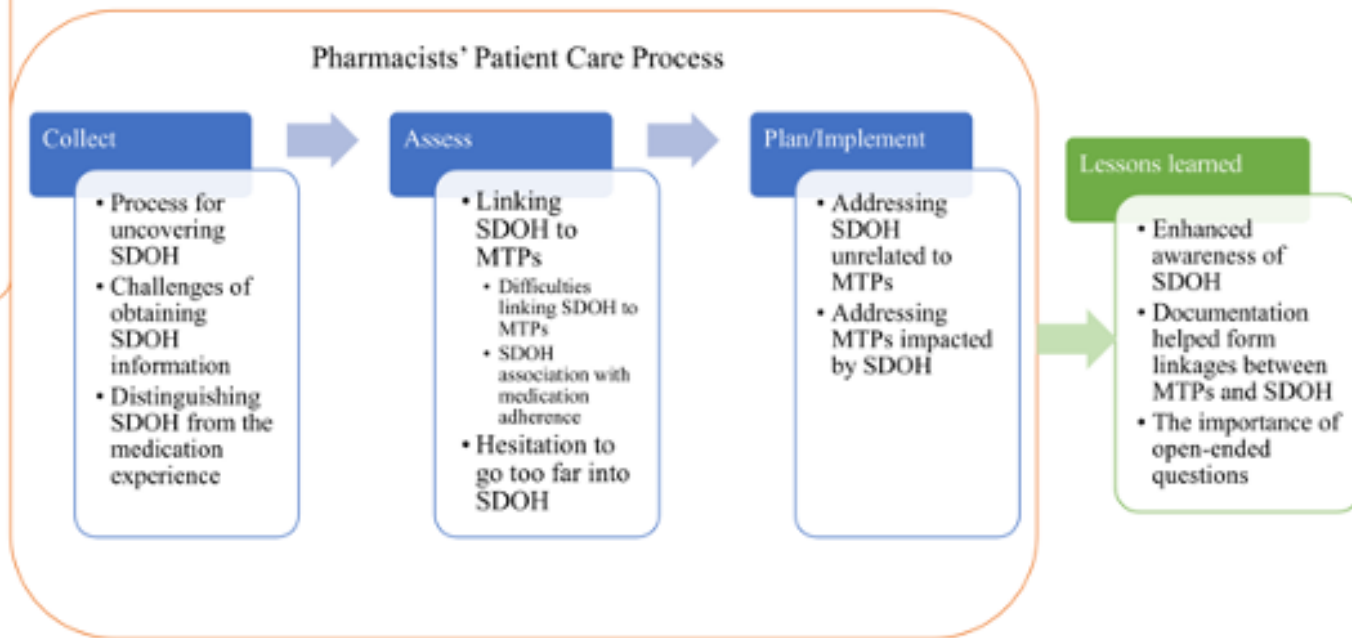 Pharmacists' Patient Care Process
Collect
• Process for
uncovering
SDOH
• Challenges of
obtaining
SDOH
information
• Distinguishing
SDOH from the
medication
experience
Assess
• Linking
SDOH to
MTPs
• Difficulties
linking SDOH to
MTPs
• SDOH
association with
medication
adherence
• Hesitation to
go too far into
SDOH
Plan/Implement
• Addressing
SDOH
unrelated to
MTPs
• Addressing
MTPs impacted
by SDOH
Lessons learned
• Enhanced
awareness of
SDOH
• Documentation
helped form
linkages between
MTPs and SDOH
• The importance of
open-ended
questions